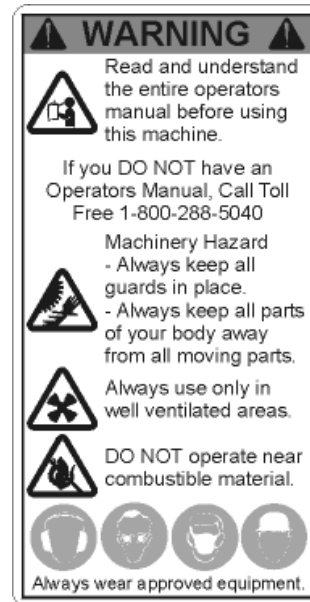 WARNING
Read and understand
the entire operators
manual before using
this machine.
If you DO NOT have an
Operators Manual, Call Toll
Free 1-800-288-5040
Machinery Hazard
- Always keep all
guards in place.
- Always keep all parts
of your body away
from all moving parts.
Always use only in
well ventilated areas.
DO NOT operate near
combustible material.
Always wear approved equipment.